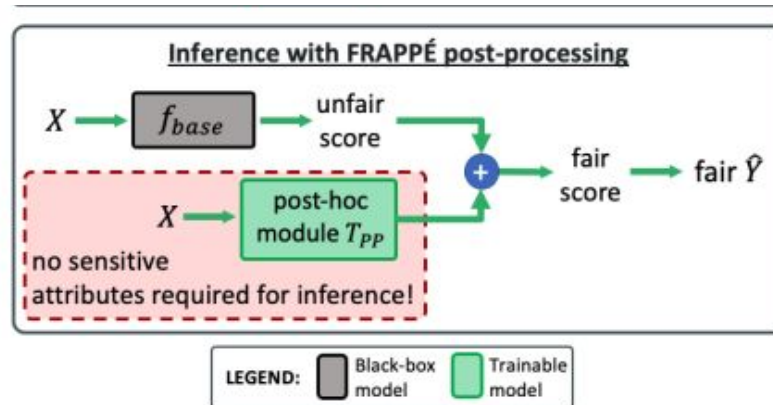 Inference with FRAPPÉ post-processing
X
f_base
unfair
score
+
fair
score
fair Ŷ
X
post-hoc
module T_PP
no sensitive
attributes required for inference!
LEGEND:
Black-box
model
Trainable
model